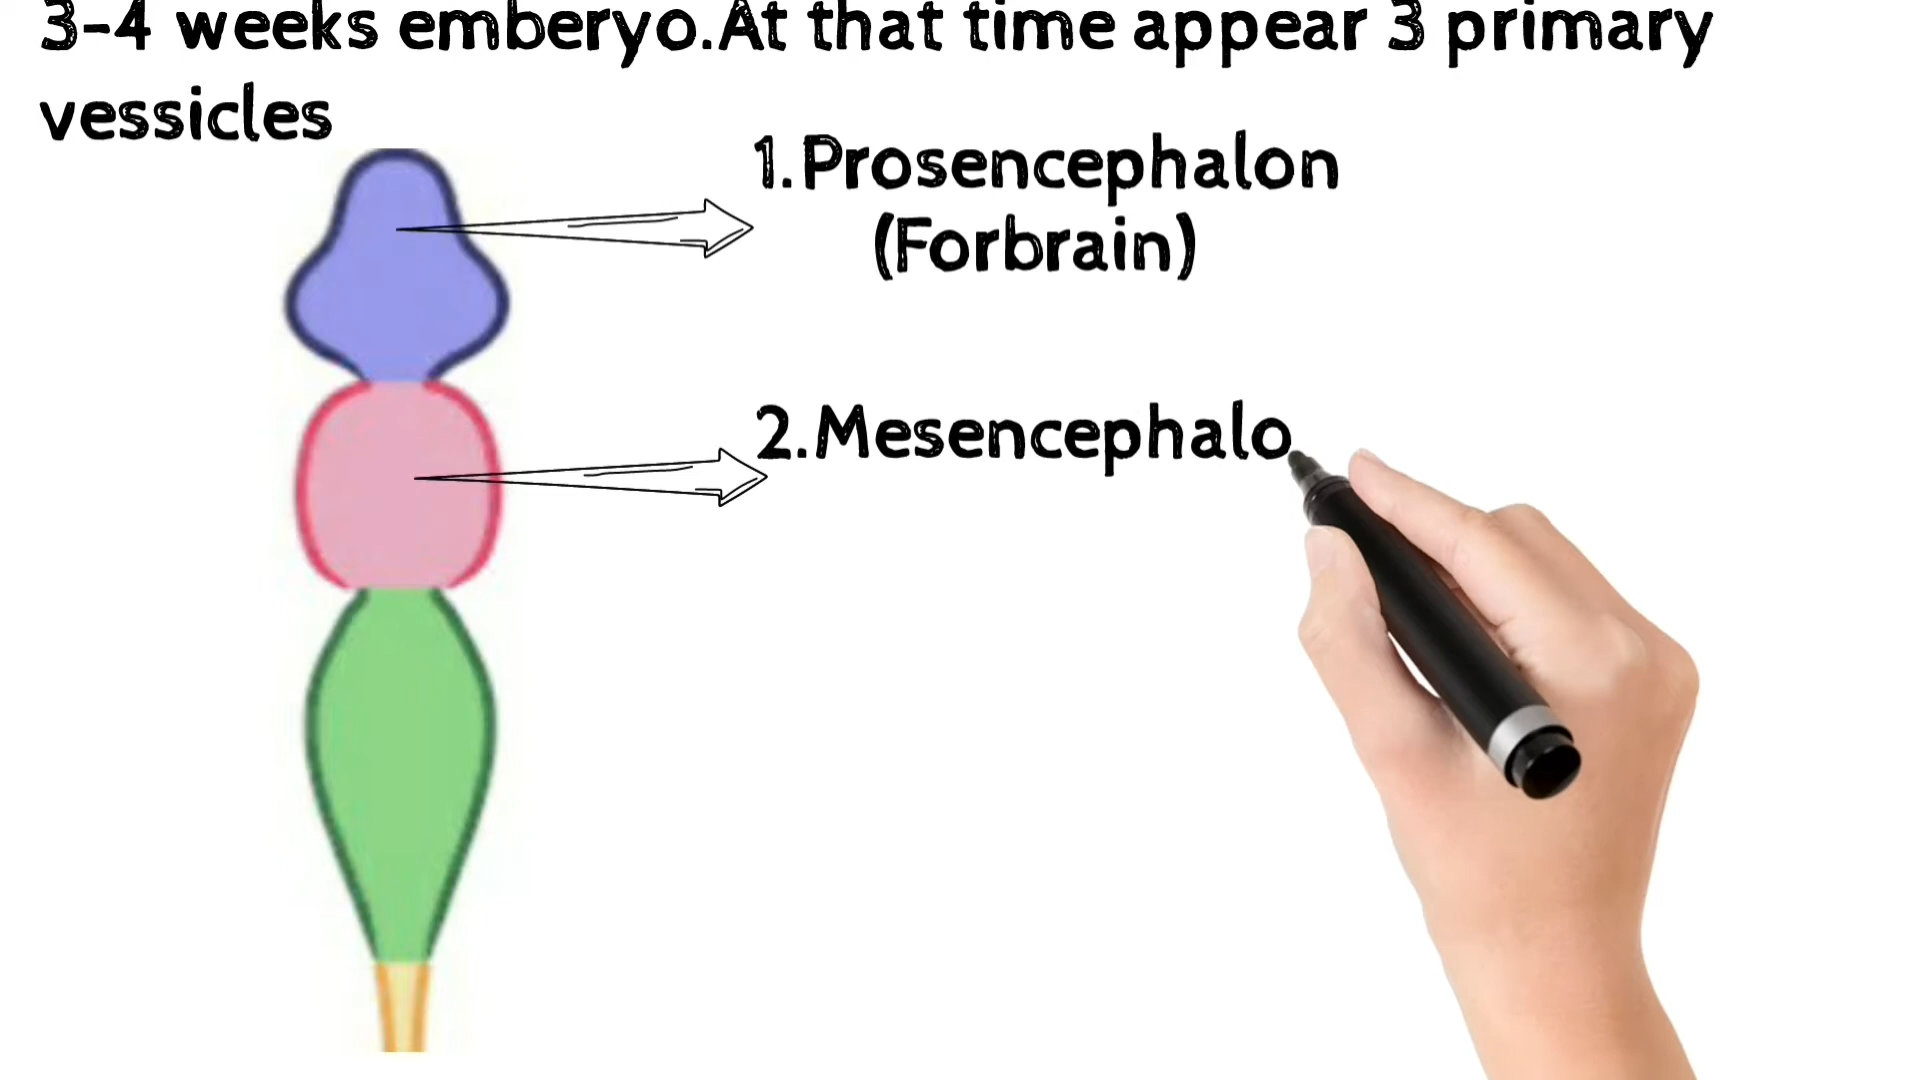 3-4 weeks emberyo.At that time appear 3 primary
vessicles
1.Prosencephalon
(Forbrain)
2.Mesencephalo